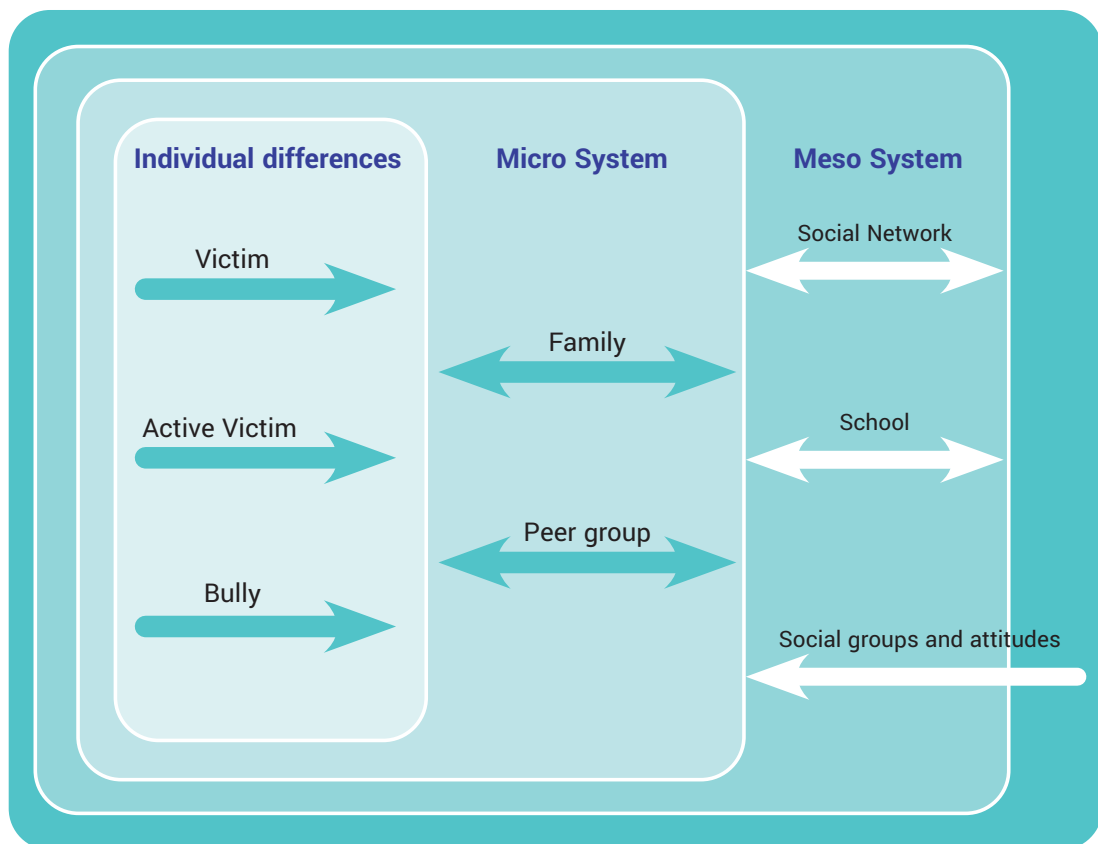 Individual differences
Micro System
Meso System
Social Network
Victim
Family
Active Victim
School
Peer group
Bully
Social groups and attitudes